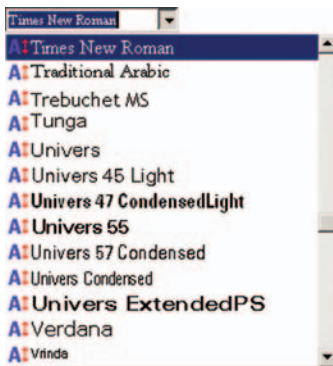 Times New Roman
Times New Roman
Traditional Arabic
Trebuchet MS
Tunga
Univers
Univers 45 Light
Univers 47 CondensedLight
Univers 55
Univers 57 Condensed
Univers Condensed
Univers ExtendedPS
Verdana
Vrinda